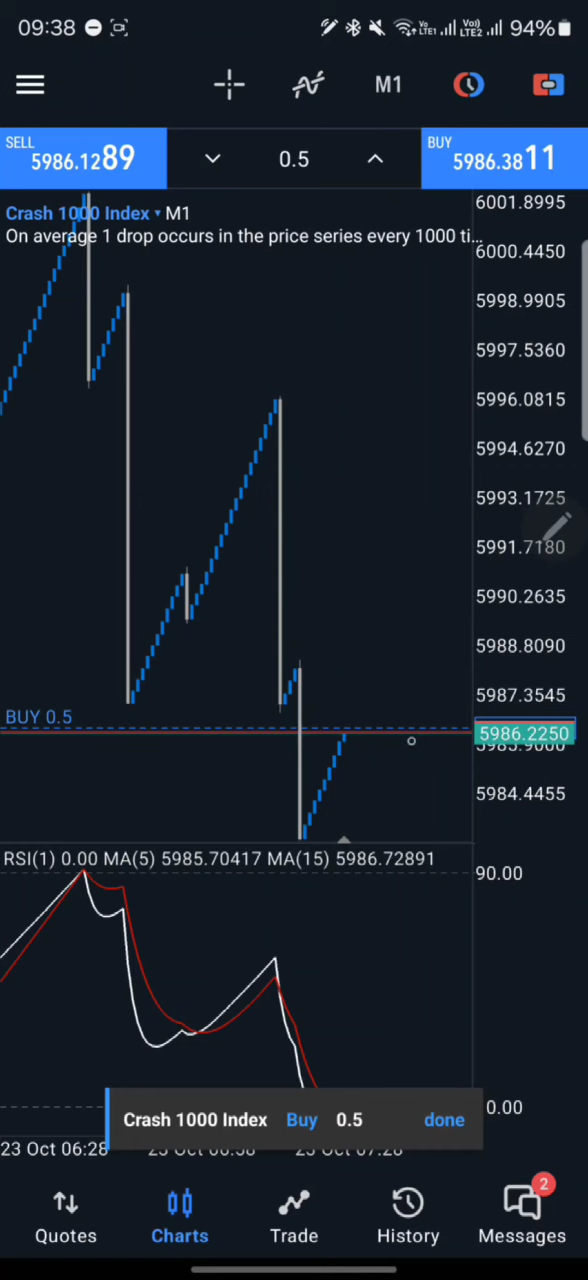 09:38 Vo LTE1 Vo) LTE2 94%
M1
SELL 5986.1289
0.5
BUY 5986.3811
Crash 1000 Index M1
On average 1 drop occurs in the price series every 1000 ti...
6001.8995
6000.4450
5998.9905
5997.5360
5996.0815
5994.6270
5993.1725
5991.7180
5990.2635
5988.8090
5987.3545
BUY 0.5
5986.2250
5984.4455
RSI(1) 0.00 MA(5) 5985.70417 MA(15) 5986.72891
90.00
0.00
Crash 1000 Index Buy 0.5 done
23 Oct 06:28
Quotes Charts Trade History Messages
2